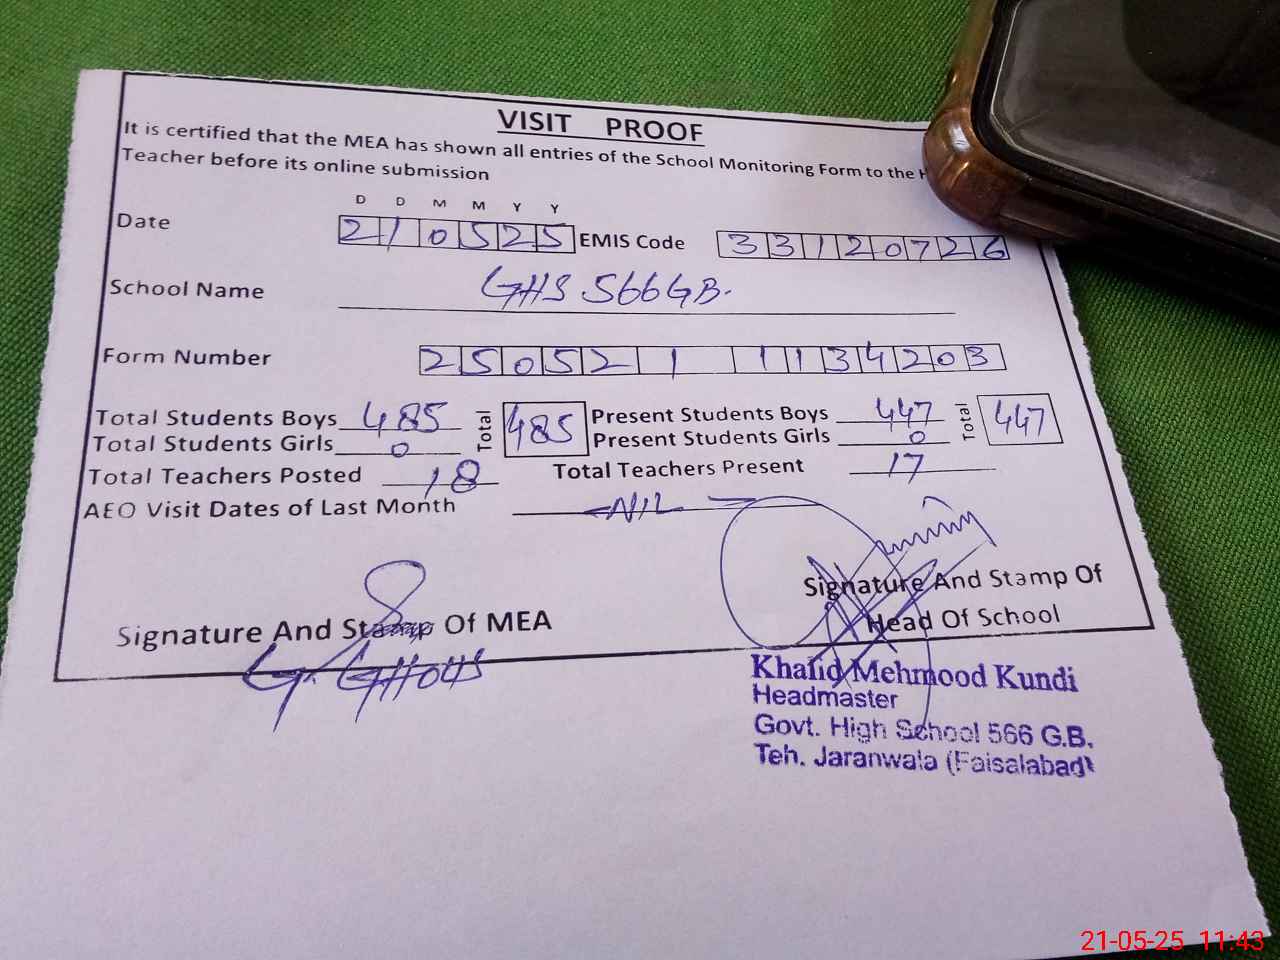 VISIT PROOF
It is certified that the MEA has shown all entries of the School Monitoring Form to the
Teacher before its online submission
D D M M Y Y
Date 210525 EMIS Code 33120726
School Name GHS 566 GB.
Form Number 25052 1 1134203
Total Students Boys 485 Total 485 Present Students Boys 447 Total 447
Total Students Girls 0 Present Students Girls 0
Total Teachers Posted 18 Total Teachers Present 17
AEO Visit Dates of Last Month NIL
Signature And Stamp Of MEA
G. GHOUS
Signature And Stamp Of
Head Of School
Khalid Mehmood Kundi
Headmaster
Govt. High School 566 G.B.
Teh. Jaranwala (Faisalabad)
21-05-25 11:43